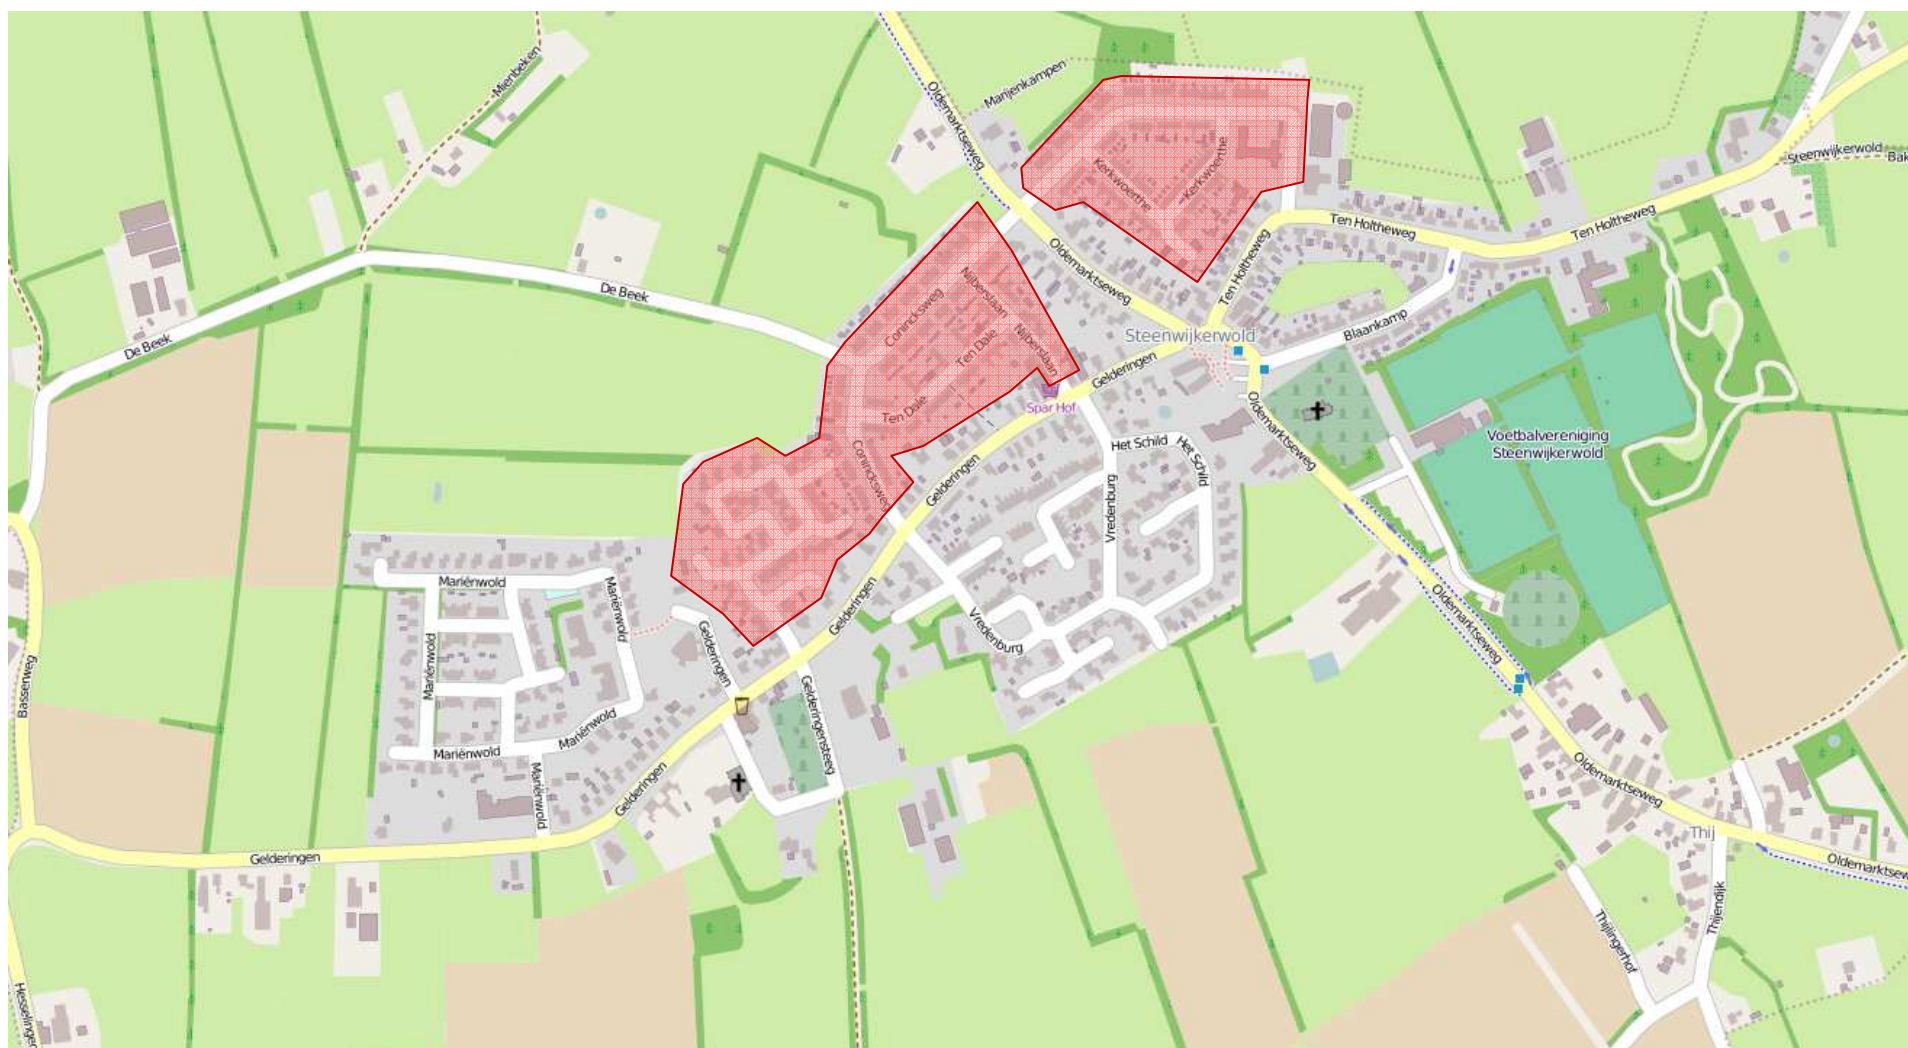 Mienbeken
Oldemarktseweg
Marijenkampen
Kerkwoerthe
Kerkwoerthe
Steenwijkerwold
Bak
Ten Holtheweg
Ten Holtheweg
Ten Holtheweg
Oldemarktseweg
De Beek
De Beek
Conincksweg
Nijberslaan
Nijberslaan
Ten Dale
Ten Dale
Steenwijkerwold
Blaankamp
Gelderingen
Spar Hof
Oldemarktseweg
Het Schild
Het Schild
Voetbalvereniging
Steenwijkerwold
Conincksweg
Gelderingen
Vredenburg
Mariënwold
Mariënwold
Mariënwold
Gelderingen
Gelderingen
Vredenburg
Oldemarktseweg
Basserweg
Gelderingensteeg
Mariënwold
Mariënwold
Mariënwold
Gelderingen
Oldemarktseweg
Thij
Gelderingen
Oldemarktsew
Thijendijk
Thijlingerhof
Hesselingen